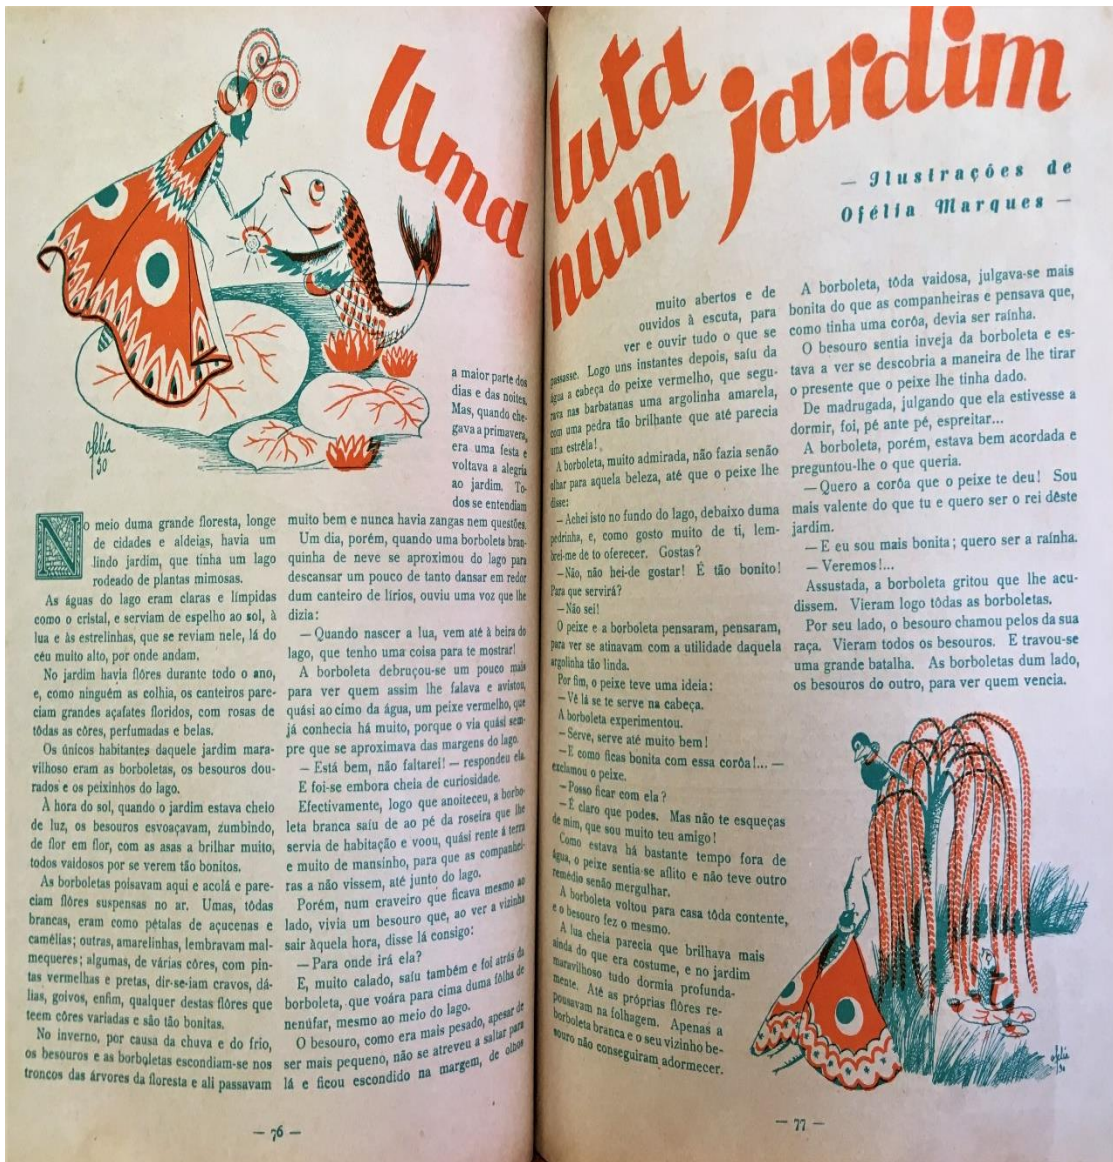 Uma
luta
num jardim
— Ilustrações de
Ofélia Marques —
ofélia
30
No meio duma grande floresta, longe
de cidades e aldeias, havia um
lindo jardim, que tinha um lago
rodeado de plantas mimosas.
As águas do lago eram claras e límpidas
como o cristal, e serviam de espelho ao sol, à
lua e às estrelinhas, que se reviam nele, lá do
céu muito alto, por onde andam.
No jardim havia flôres durante todo o ano,
e, como ninguém as colhia, os canteiros pare-
ciam grandes açafates floridos, com rosas de
tôdas as côres, perfumadas e belas.
Os únicos habitantes daquele jardim mara-
vilhoso eram as borboletas, os besouros dou-
rados e os peixinhos do lago.
À hora do sol, quando o jardim estava cheio
de luz, os besouros esvoaçavam, zumbindo,
de flor em flor, com as asas a brilhar muito,
todos vaidosos por se verem tão bonitos.
As borboletas poisavam aqui e acolá e pare-
ciam flôres suspensas no ar. Umas, tôdas
brancas, eram como pétalas de açucenas e
camélias; outras, amarelinhas, lembravam mal-
mequeres; algumas, de várias côres, com pin-
tas vermelhas e pretas, dir-se-iam cravos, dá-
lias, goivos, enfim, qualquer destas flôres que
teem côres variadas e são tão bonitas.
No inverno, por causa da chuva e do frio,
os besouros e as borboletas escondiam-se nos
troncos das árvores da floresta e ali passavam
a maior parte dos
dias e das noites.
Mas, quando che-
gava a primavera,
era uma festa e
voltava a alegria
ao jardim. To-
dos se entendiam
muito bem e nunca havia zangas nem questões.
Um dia, porém, quando uma borboleta bran-
quinha de neve se aproximou do lago para
descansar um pouco de tanto dansar em redor
dum canteiro de lírios, ouviu uma voz que lhe
dizia:
— Quando nascer a lua, vem até à beira do
lago, que tenho uma coisa para te mostrar!
A borboleta debruçou-se um pouco mais
para ver quem assim lhe falava e avistou,
quási ao cimo da água, um peixe vermelho, que
já conhecia há muito, porque o via quási sem-
pre que se aproximava das margens do lago.
— Está bem, não faltarei! — respondeu ela.
E foi-se embora cheia de curiosidade.
Efectivamente, logo que anoiteceu, a borbo-
leta branca saíu de ao pé da roseira que lhe
servia de habitação e voou, quási rente à terra
e muito de mansinho, para que as companhei-
ras a não vissem, até junto do lago.
Porém, num craveiro que ficava mesmo ao
lado, vivia um besouro que, ao ver a vizinha
sair àquela hora, disse lá consigo:
— Para onde irá ela?
E, muito calado, saíu também e foi atrás da
borboleta, que voára para cima duma fôlha de
nenúfar, mesmo ao meio do lago.
O besouro, como era mais pesado, apesar de
ser mais pequeno, não se atreveu a saltar para
lá e ficou escondido na margem, de olhos
— 76 —
muito abertos e de
ouvidos à escuta, para
ver e ouvir tudo o que se
passasse. Logo uns instantes depois, saíu da
água a cabeça do peixe vermelho, que segu-
rava nas barbatanas uma argolinha amarela,
com uma pedra tão brilhante que até parecia
uma estrêla!
A borboleta, muito admirada, não fazia senão
olhar para aquela beleza, até que o peixe lhe
disse:
— Achei isto no fundo do lago, debaixo duma
pedrinha, e, como gosto muito de ti, lem-
brei-me de to oferecer. Gostas?
— Não, não hei-de gostar! É tão bonito!
Para que servirá?
— Não sei!
O peixe e a borboleta pensaram, pensaram,
para ver se atinavam com a utilidade daquela
argolinha tão linda.
Por fim, o peixe teve uma ideia:
— Vê lá se te serve na cabeça.
A borboleta experimentou.
— Serve, serve até muito bem!
— E como ficas bonita com essa corôa!... —
exclamou o peixe.
— Posso ficar com ela?
— É claro que podes. Mas não te esqueças
de mim, que sou muito teu amigo!
Como estava há bastante tempo fora de
água, o peixe sentia-se aflito e não teve outro
remédio senão mergulhar.
A borboleta voltou para casa tôda contente,
e o besouro fez o mesmo.
A lua cheia parecia que brilhava mais
ainda do que era costume, e no jardim
maravilhoso tudo dormia profunda-
mente. Até as próprias flôres re-
pousavam na folhagem. Apenas a
borboleta branca e o seu vizinho be-
souro não conseguiram adormecer.
A borboleta, tôda vaidosa, julgava-se mais
bonita do que as companheiras e pensava que,
como tinha uma corôa, devia ser raínha.
O besouro sentia inveja da borboleta e es-
tava a ver se descobria a maneira de lhe tirar
o presente que o peixe lhe tinha dado.
De madrugada, julgando que ela estivesse a
dormir, foi, pé ante pé, espreitar...
A borboleta, porém, estava bem acordada e
preguntou-lhe o que queria.
— Quero a corôa que o peixe te deu! Sou
mais valente do que tu e quero ser o rei dêste
jardim.
— E eu sou mais bonita; quero ser a raínha.
— Veremos!...
Assustada, a borboleta gritou que lhe acu-
dissem. Vieram logo tôdas as borboletas.
Por seu lado, o besouro chamou pelos da sua
raça. Vieram todos os besouros. E travou-se
uma grande batalha. As borboletas dum lado,
os besouros do outro, para ver quem vencia.
ofélia
30
— 77 —